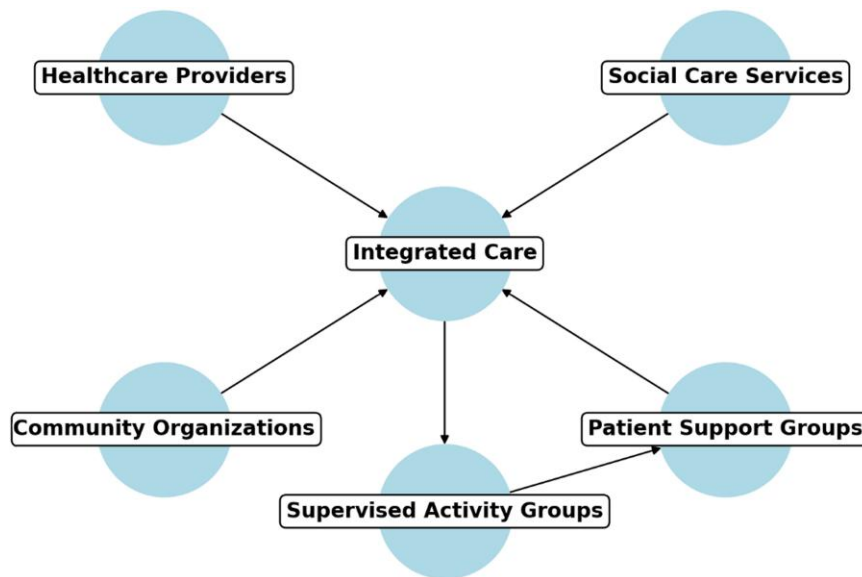 Healthcare Providers
Social Care Services
Integrated Care
Community Organizations
Patient Support Groups
Supervised Activity Groups